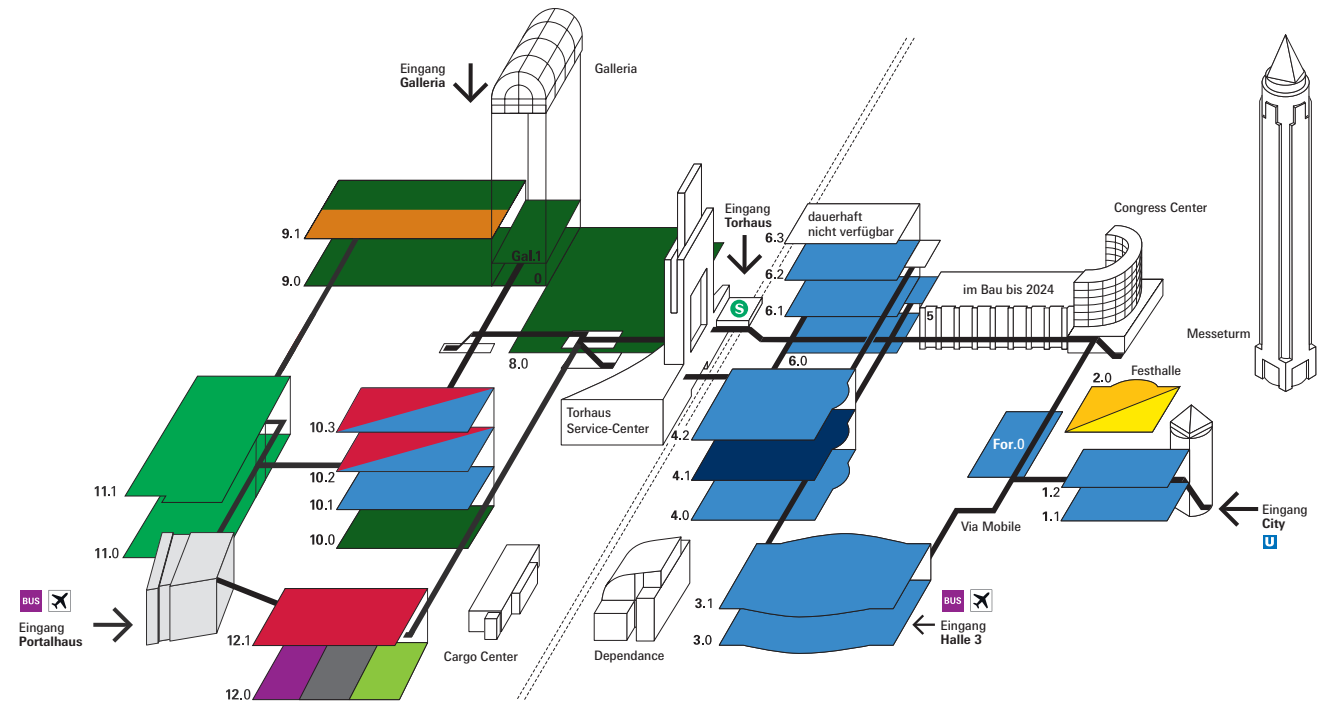 Eingang
Galleria
Galleria
Eingang
Torhaus
dauerhaft
nicht verfügbar
Congress Center
9.1
9.0
Gal.1
0
6.3
6.2
6.1
6.0
S
im Bau bis 2024
5
Messeturm
8.0
Torhaus
Service-Center
4.2
4.1
4.0
2.0
Festhalle
For.0
1.2
1.1
Via Mobile
Eingang
City
U
10.3
10.2
10.1
10.0
11.1
11.0
BUS
Eingang
Portalhaus
12.1
12.0
Cargo Center
Dependance
3.1
3.0
BUS
Eingang
Halle 3